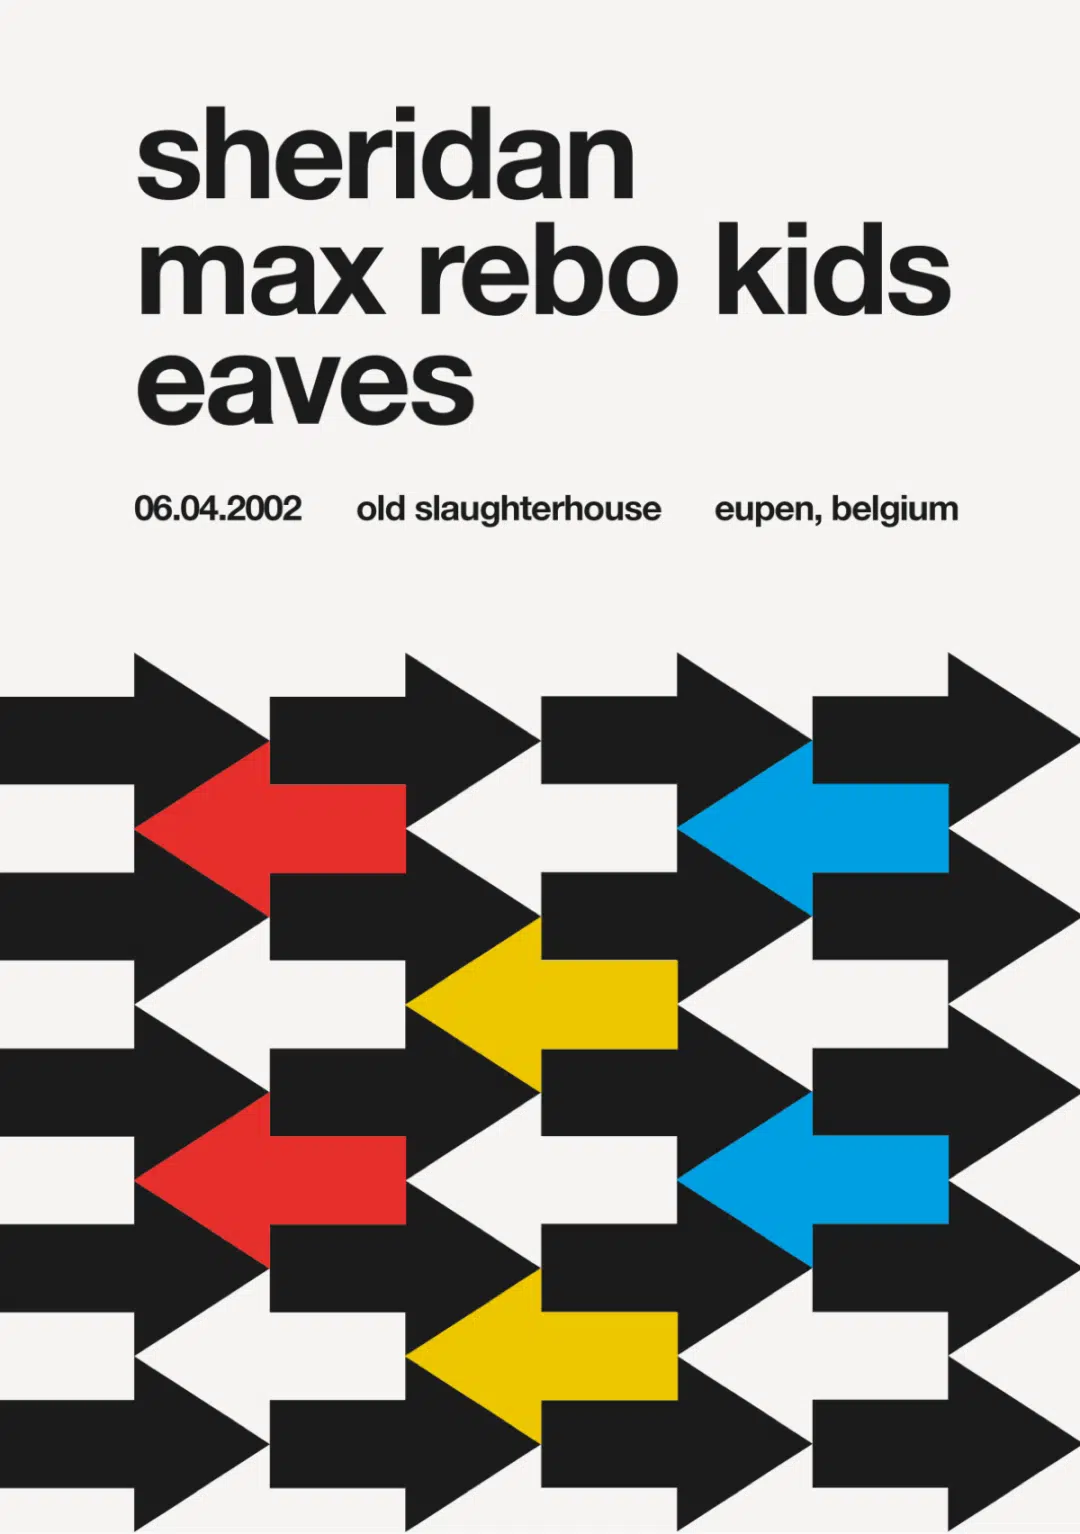 sheridan
max rebo kids
eaves
06.04.2002 old slaughterhouse eupen, belgium